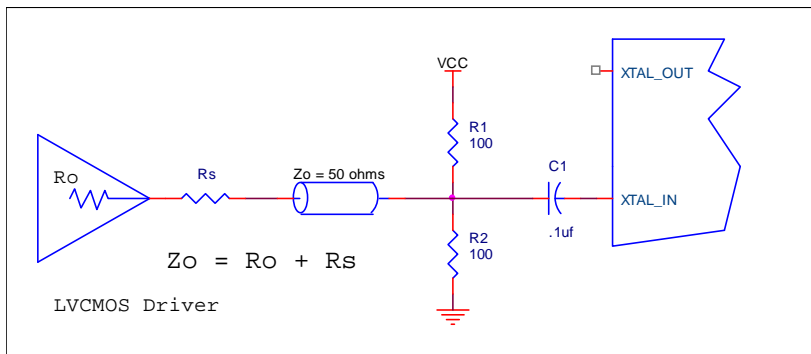 VCC
XTAL_OUT
R1
100
Ro
Rs
Zo = 50 ohms
C1
XTAL_IN
.1uf
R2
100
Zo = Ro + Rs
LVCMOS Driver